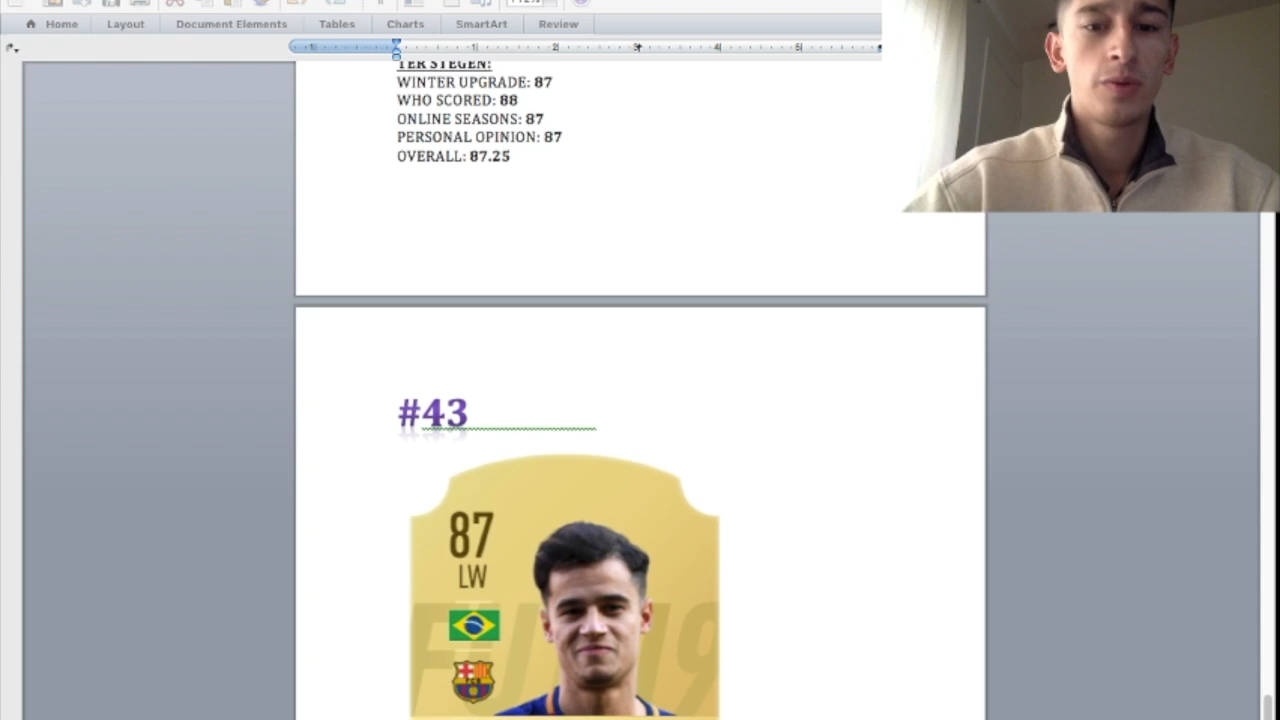 Home Layout Document Elements Tables Charts SmartArt Review
TER STEGEN:
WINTER UPGRADE: 87
WHO SCORED: 88
ONLINE SEASONS: 87
PERSONAL OPINION: 87
OVERALL: 87.25
#43
87
LW